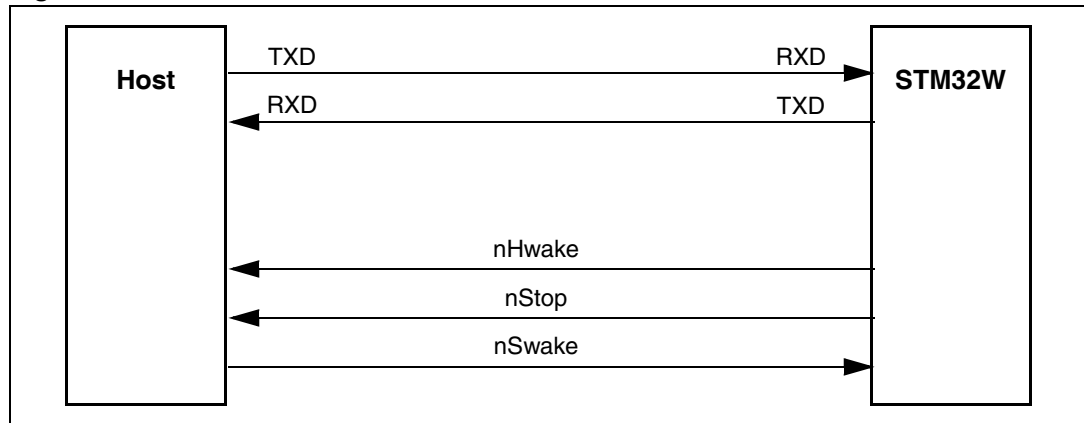 Host
TXD RXD
STM32W
RXD TXD
nHwake
nStop
nSwake